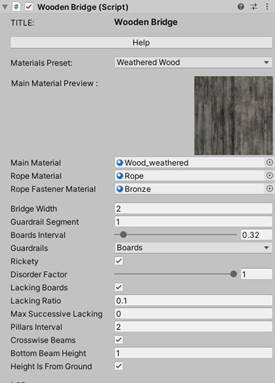 Wooden Bridge (Script)
TITLE: Wooden Bridge
Help
Materials Preset: Weathered Wood
Main Material Preview :
Main Material Wood_weathered
Rope Material Rope
Rope Fastener Material Bronze
Bridge Width 2
Guardrail Segment 1
Boards Interval 0.32
Guardrails Boards
Rickety
Disorder Factor 1
Lacking Boards
Lacking Ratio 0.1
Max Successive Lacking 0
Pillars Interval 2
Crosswise Beams
Bottom Beam Height 1
Height Is From Ground